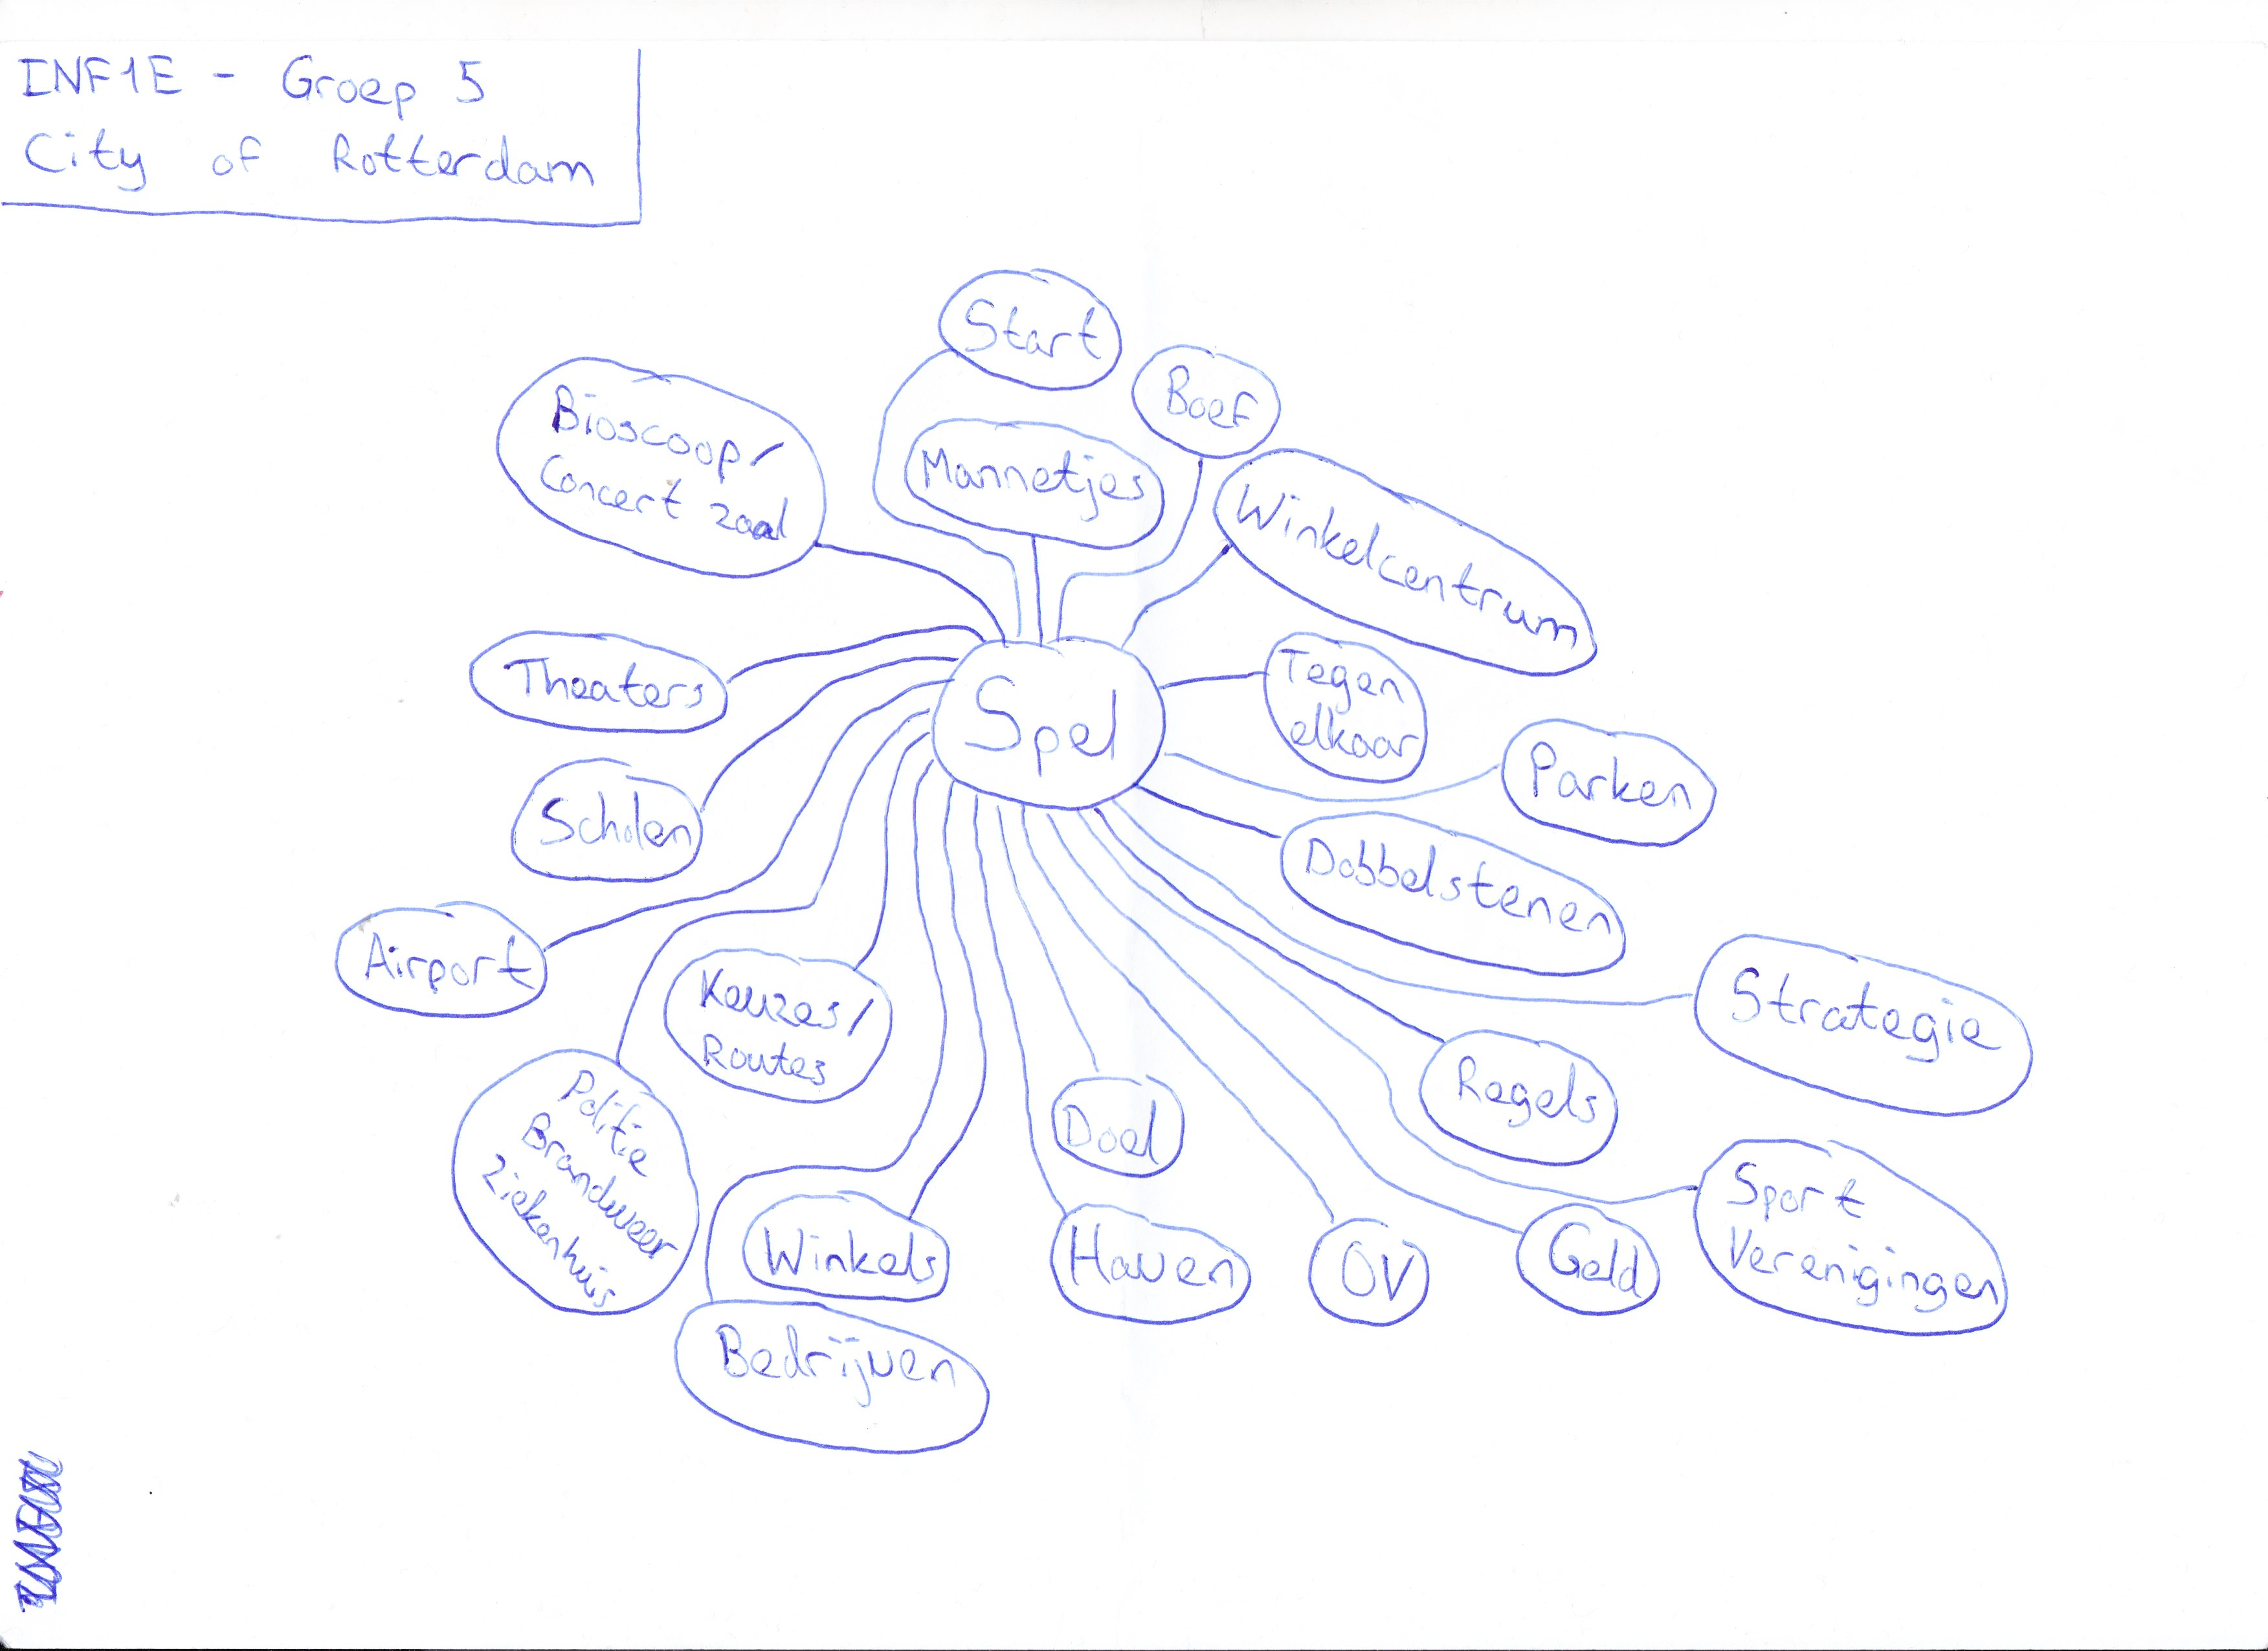 INF1E - Groep 5
City of Rotterdam
Start
Boef
Bioscoop/
Concert zaal
Mannetjes
Winkelcentrum
Theaters
Spel
Tegen
elkaar
Parken
Scholen
Dobbelstenen
Airport
Keuzes/
Routes
Strategie
Politie
Brandweer
Ziekenhuis
Doel
Regels
Winkels
Haven
OV
Geld
Sport
Verenigingen
Bedrijven